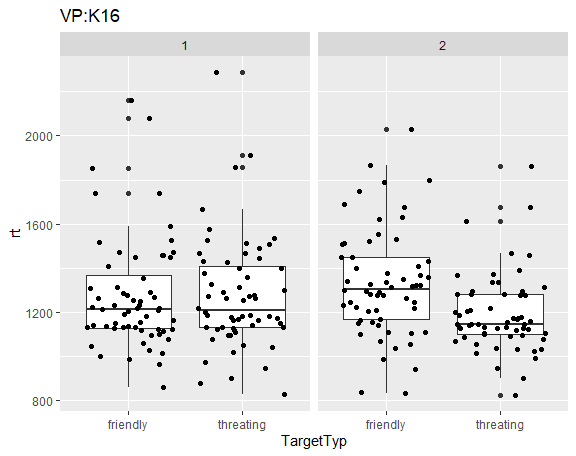 VP:K16
1 2
rt
2000
1600
1200
800
friendly threating friendly threating
TargetTyp